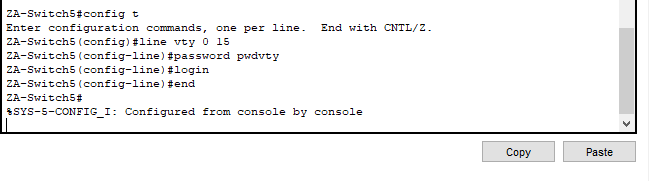 ZA-Switch5#config t
Enter configuration commands, one per line.  End with CNTL/Z.
ZA-Switch5(config)#line vty 0 15
ZA-Switch5(config-line)#password pwdvty
ZA-Switch5(config-line)#login
ZA-Switch5(config-line)#end
ZA-Switch5#
%SYS-5-CONFIG_I: Configured from console by console
Copy Paste